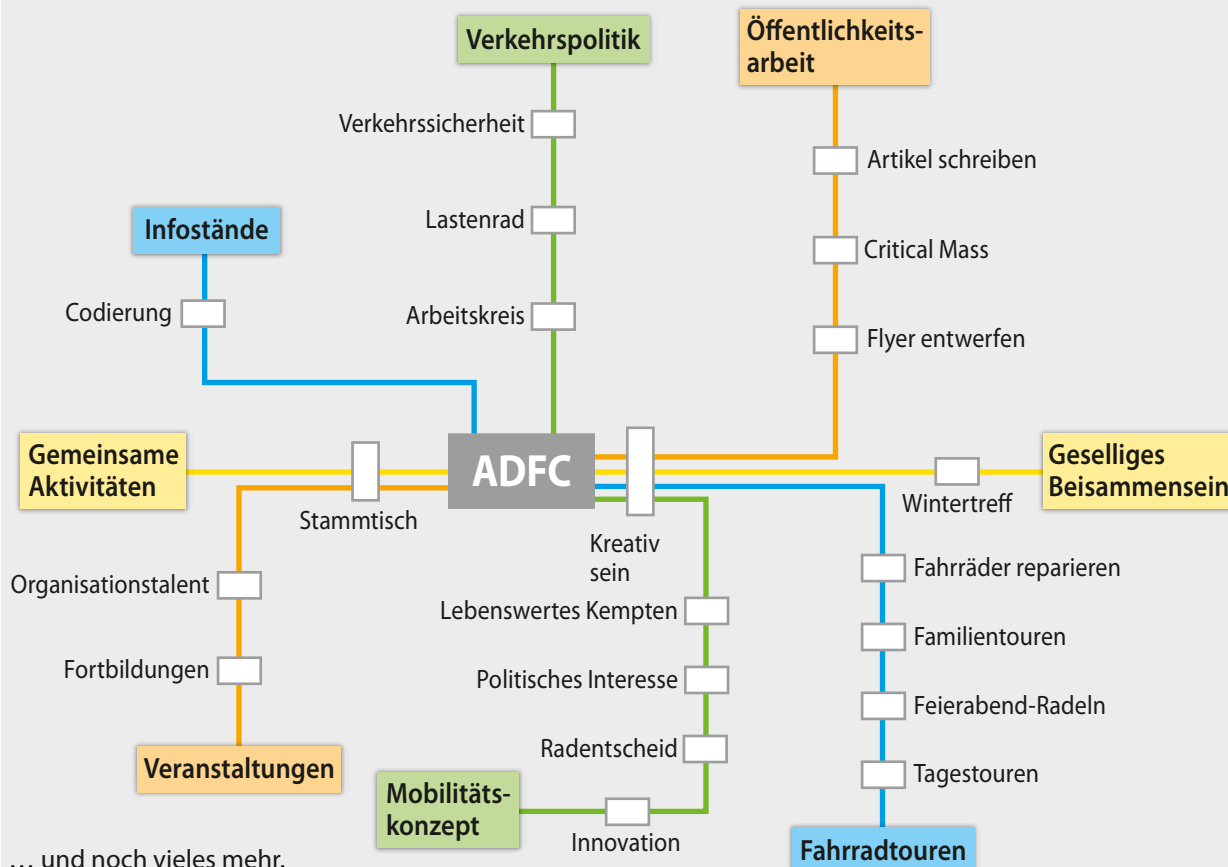 Verkehrspolitik
Öffentlichkeits-
arbeit
Verkehrssicherheit
Artikel schreiben
Lastenrad
Infostände
Critical Mass
Codierung
Arbeitskreis
Flyer entwerfen
Gemeinsame
Aktivitäten
ADFC
Geselliges
Beisammensein
Stammtisch
Wintertreff
Kreativ
sein
Organisationstalent
Fahrräder reparieren
Lebenswertes Kempten
Familientouren
Fortbildungen
Politisches Interesse
Feierabend-Radeln
Radentscheid
Veranstaltungen
Tagestouren
Mobilitäts-
konzept
Innovation
Fahrradtouren
… und noch vieles mehr.